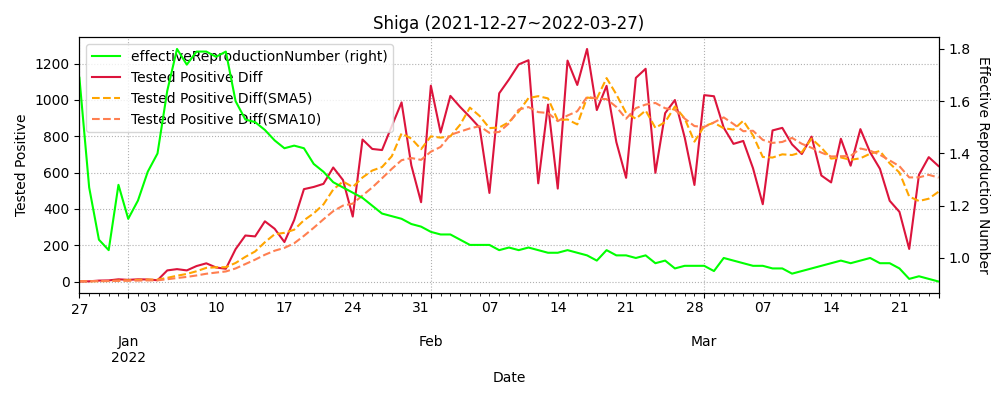 Shiga (2021-12-27~2022-03-27)
effectiveReproductionNumber (right)
Tested Positive Diff
Tested Positive Diff(SMA5)
Tested Positive Diff(SMA10)
Tested Positive
1200
1000
800
600
400
200
0
1.8
1.6
1.4
1.2
1.0
Effective Reproduction Number
27 03 10 17 24 31 07 14 21 28 07 14 21
Jan Feb Mar
2022
Date